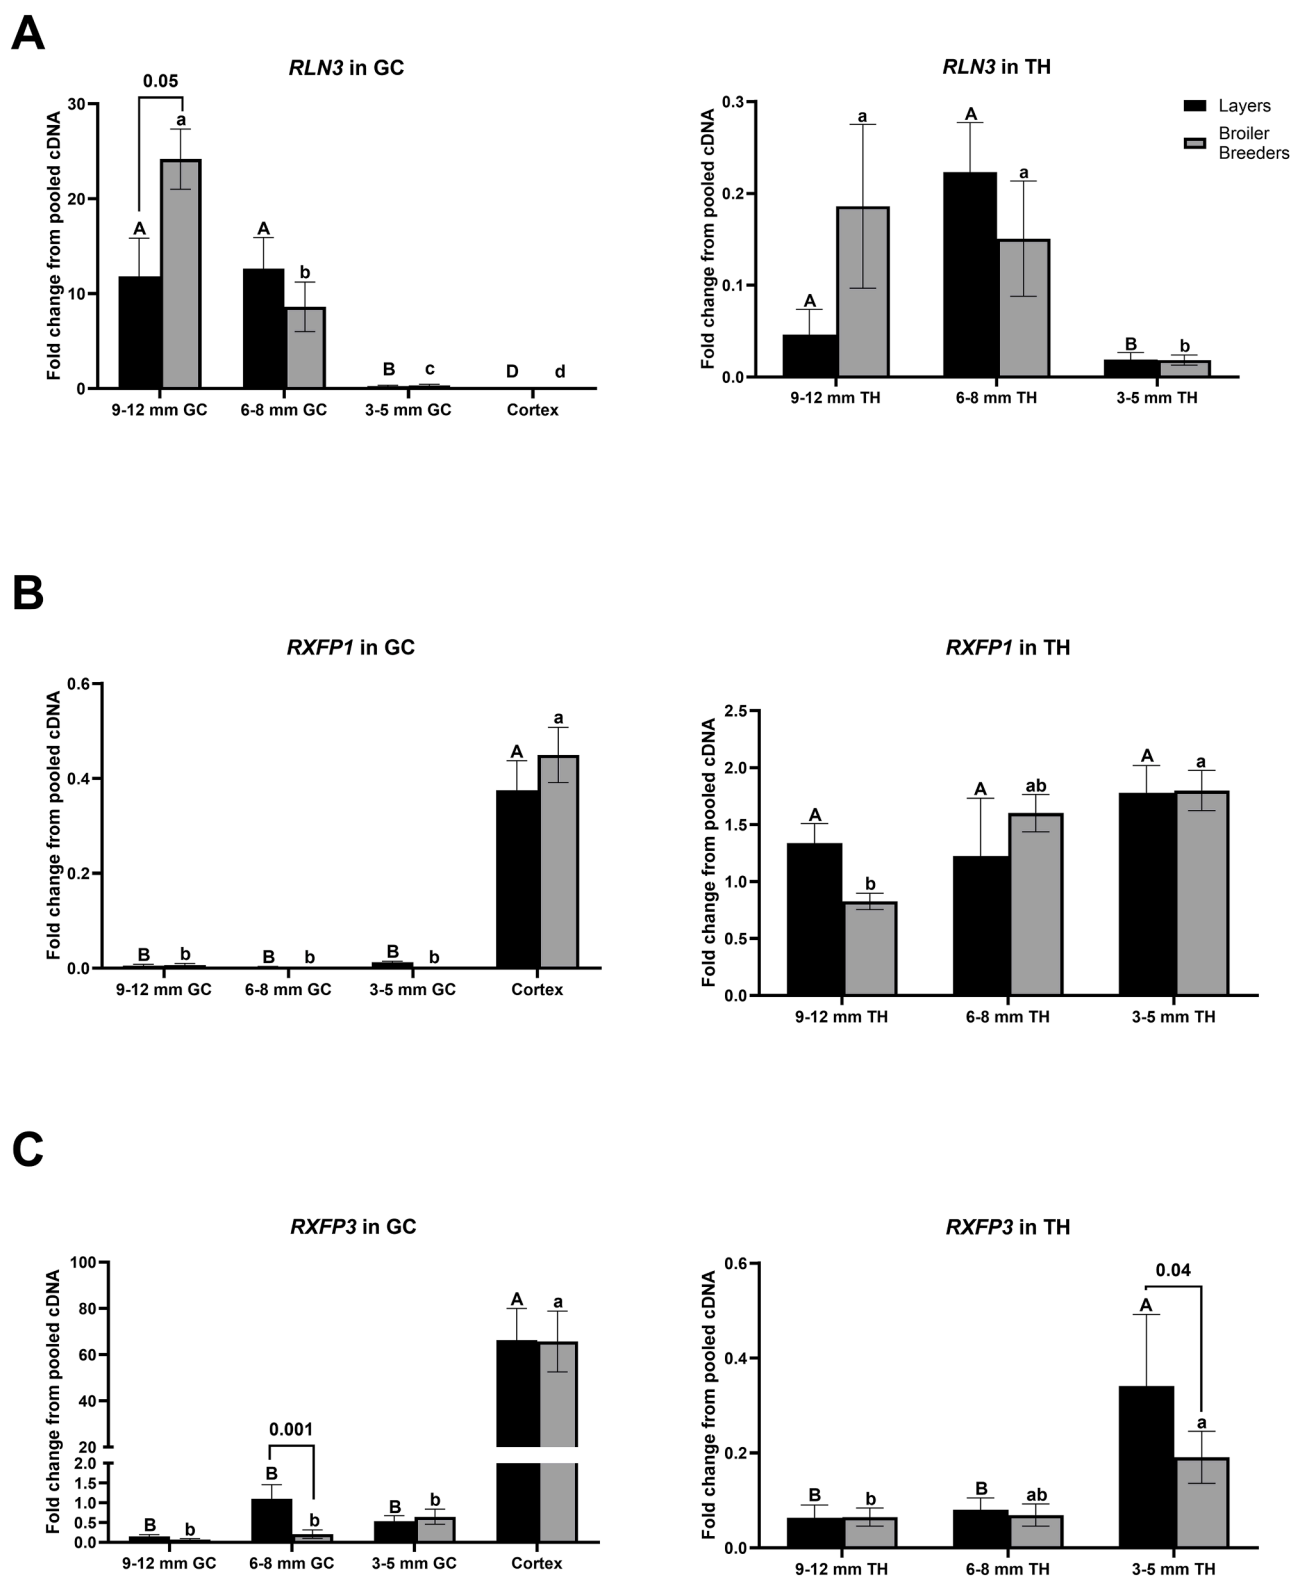 A
RLN3 in GC
Fold change from pooled cDNA
30
20
10
0
0.05
A
a
A
b
B
c
D
d
9-12 mm GC
6-8 mm GC
3-5 mm GC
Cortex
RLN3 in TH
Fold change from pooled cDNA
0.3
0.2
0.1
0.0
A
a
A
a
B
b
9-12 mm TH
6-8 mm TH
3-5 mm TH
Layers
Broiler
Breeders
B
RXFP1 in GC
Fold change from pooled cDNA
0.6
0.4
0.2
0.0
B
b
B
b
B
b
A
a
9-12 mm GC
6-8 mm GC
3-5 mm GC
Cortex
RXFP1 in TH
Fold change from pooled cDNA
2.5
2.0
1.5
1.0
0.5
0.0
A
b
A
ab
A
a
9-12 mm TH
6-8 mm TH
3-5 mm TH
C
RXFP3 in GC
Fold change from pooled cDNA
100
80
60
40
20
2.0
1.5
1.0
0.5
0.0
B
b
0.001
B
b
B
b
A
a
9-12 mm GC
6-8 mm GC
3-5 mm GC
Cortex
RXFP3 in TH
Fold change from pooled cDNA
0.6
0.4
0.2
0.0
B
b
B
ab
0.04
A
a
9-12 mm TH
6-8 mm TH
3-5 mm TH